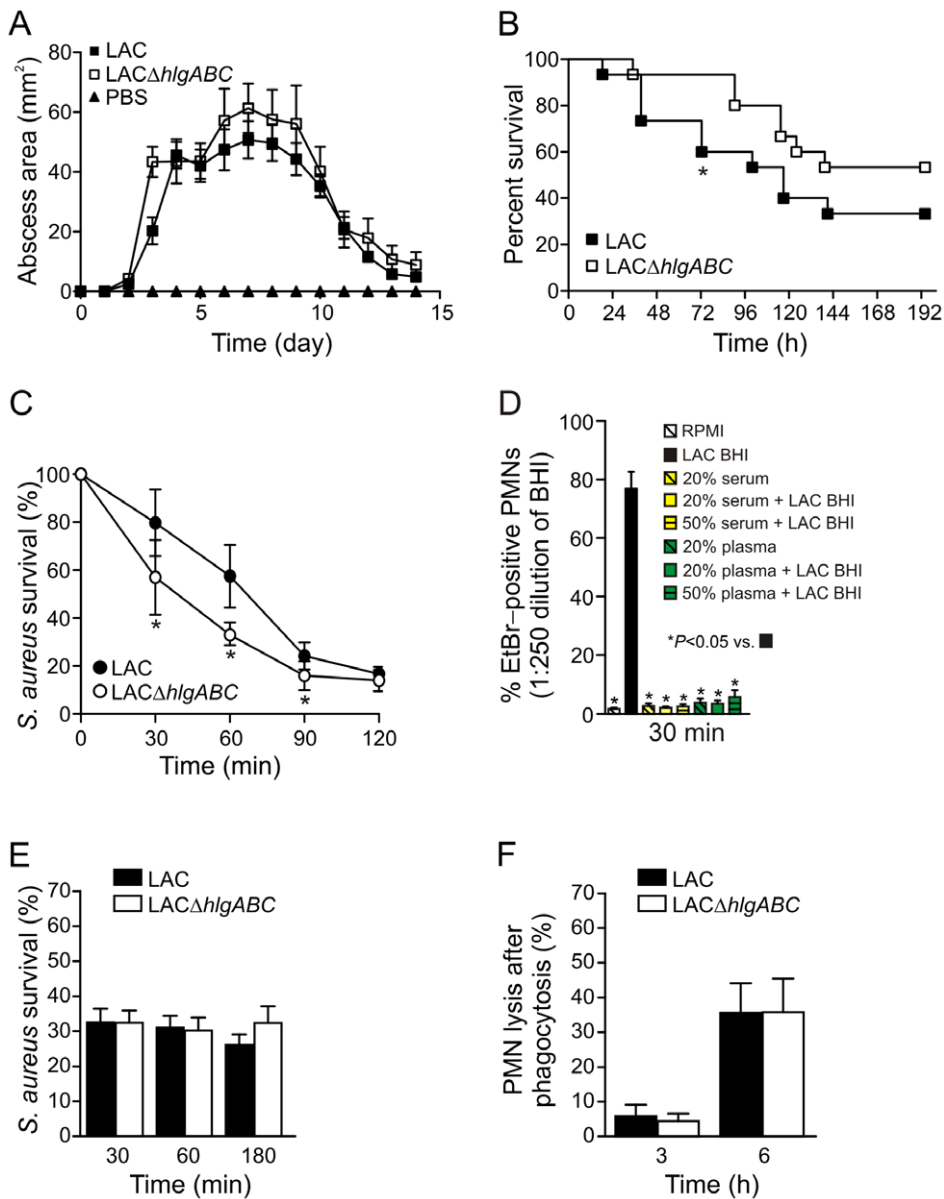 A
LAC
LACΔhlgABC
PBS
Abscess area (mm²)
80
60
40
20
0
0
5
10
15
Time (day)
B
Percent survival
100
80
60
40
20
0
*
LAC
LACΔhlgABC
0
24
48
72
96
120
144
168
192
Time (h)
C
S. aureus survival (%)
100
80
60
40
20
0
*
*
*
LAC
LACΔhlgABC
0
30
60
90
120
Time (min)
D
% EtBr–positive PMNs
(1:250 dilution of BHI)
100
80
60
40
20
0
RPMI
LAC BHI
20% serum
20% serum + LAC BHI
50% serum + LAC BHI
20% plasma
20% plasma + LAC BHI
50% plasma + LAC BHI
*P<0.05 vs.
* * * * * * *
30 min
E
LAC
LACΔhlgABC
S. aureus survival (%)
70
60
50
40
30
20
10
0
30
60
180
Time (min)
F
LAC
LACΔhlgABC
PMN lysis after
phagocytosis (%)
70
60
50
40
30
20
10
0
3
6
Time (h)